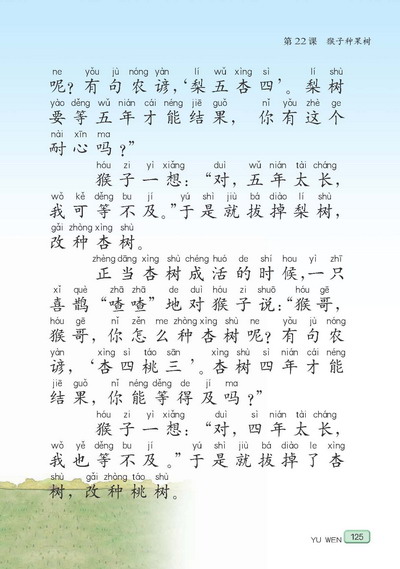 第22课 猴子种果树
ne yǒu jù nóng yàn lí wǔ xìng sì lí shù
呢？有句农谚，‘梨五杏四’。梨树
yào děng wǔ nián cái néng jiē guǒ nǐ yǒu zhè ge
要等五年才能结果，你有这个
nài xīn ma
耐心吗？”
hóu zi yì xiǎng duì wǔ nián tài cháng
猴子一想：“对，五年太长，
wǒ kě děng bu jí yú shì jiù bá diào lí shù
我可等不及。”于是就拔掉梨树，
gǎi zhòng xìng shù
改种杏树。
zhèng dāng xìng shù chéng huó de shí hou yì zhī
正当杏树成活的时候，一只
xǐ què zhā zhā de duì hóu zi shuō hóu gē
喜鹊“喳喳”地对猴子说：“猴哥，
hóu gē nǐ zěn me zhòng xìng shù ne yǒu jù nóng
猴哥，你怎么种杏树呢？有句农
yàn xìng sì táo sān xìng shù sì nián cái néng
谚，‘杏四桃三’。杏树四年才能
jiē guǒ nǐ néng děng de jí ma
结果，你能等得及吗？”
hóu zi yì xiǎng duì sì nián tài cháng
猴子一想：“对，四年太长，
wǒ yě děng bu jí yú shì jiù bá diào le xìng
我也等不及。”于是就拔掉了杏
shù gǎi zhòng táo shù
树，改种桃树。
YU WEN 125